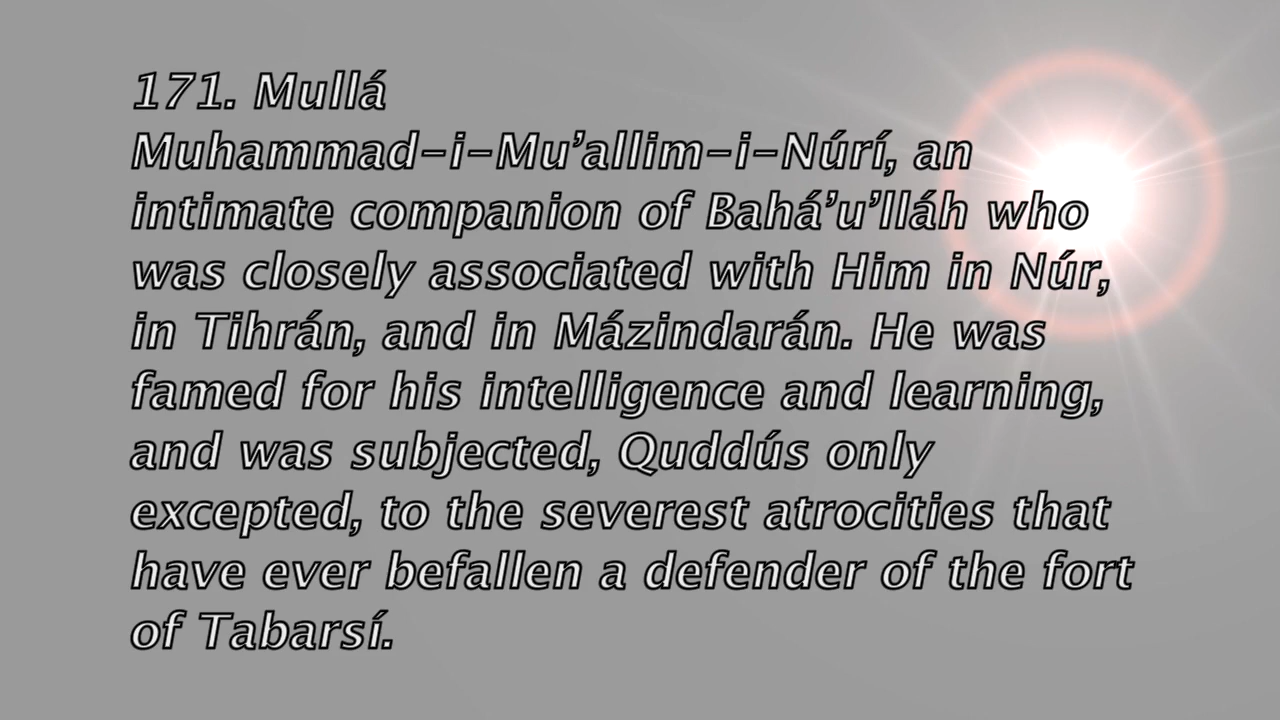 171. Mullá
Muhammad-i-Mu’allim-i-Núrí, an
intimate companion of Bahá’u’lláh who
was closely associated with Him in Núr,
in Tihrán, and in Mázindarán. He was
famed for his intelligence and learning,
and was subjected, Quddús only
excepted, to the severest atrocities that
have ever befallen a defender of the fort
of Tabarsí.